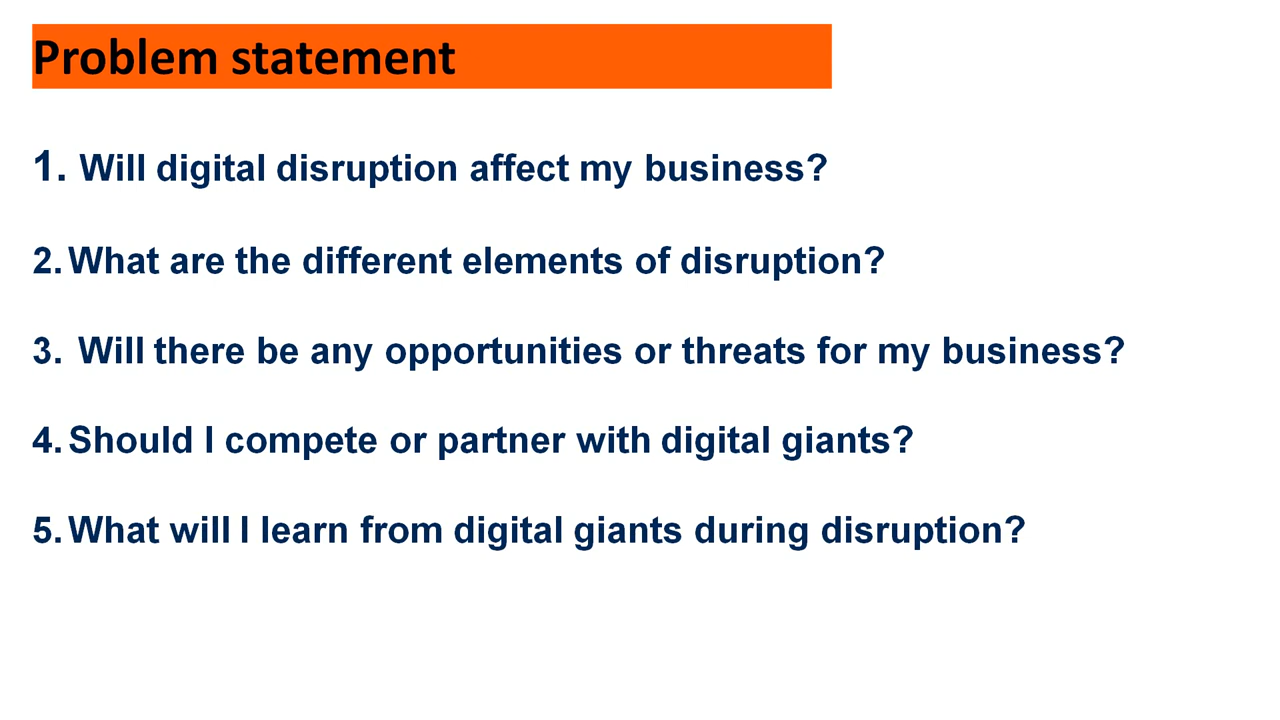 Problem statement
1. Will digital disruption affect my business?
2. What are the different elements of disruption?
3. Will there be any opportunities or threats for my business?
4. Should I compete or partner with digital giants?
5. What will I learn from digital giants during disruption?